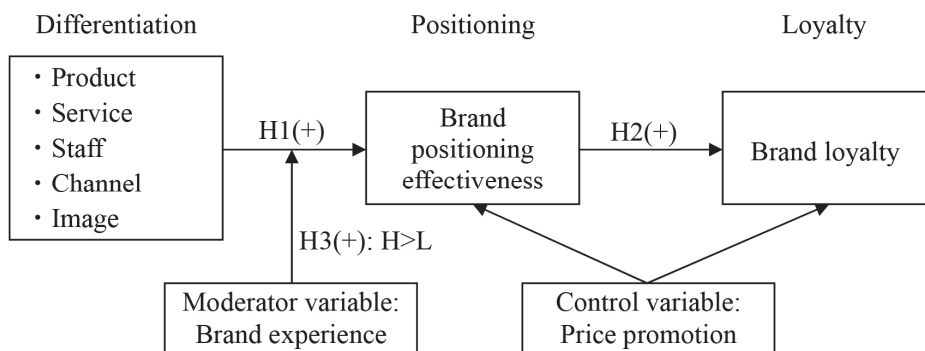 Differentiation
Positioning
Loyalty
・Product
・Service
・Staff
・Channel
・Image
H1(+)
Brand
positioning
effectiveness
H2(+)
Brand loyalty
H3(+): H>L
Moderator variable:
Brand experience
Control variable:
Price promotion